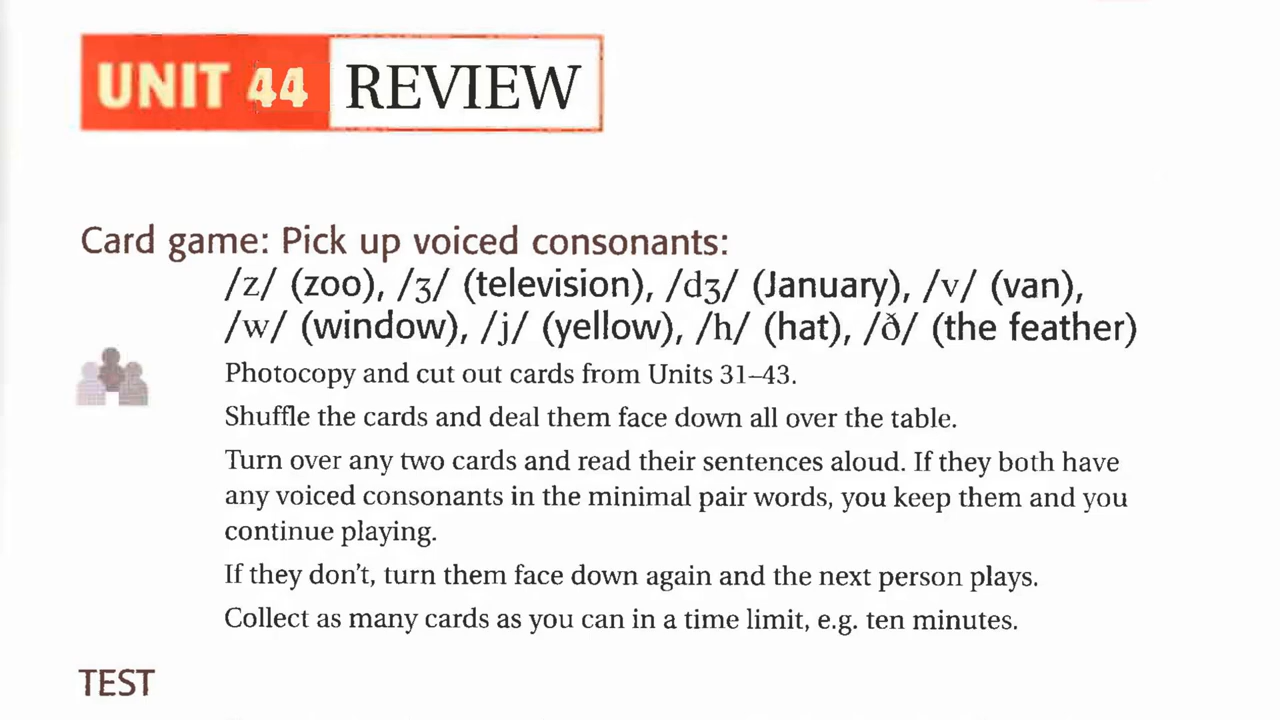 UNIT 44 REVIEW
Card game: Pick up voiced consonants:
/z/ (zoo), /ʒ/ (television), /dʒ/ (January), /v/ (van),
/w/ (window), /j/ (yellow), /h/ (hat), /ð/ (the feather)
Photocopy and cut out cards from Units 31–43.
Shuffle the cards and deal them face down all over the table.
Turn over any two cards and read their sentences aloud. If they both have
any voiced consonants in the minimal pair words, you keep them and you
continue playing.
If they don't, turn them face down again and the next person plays.
Collect as many cards as you can in a time limit, e.g. ten minutes.
TEST